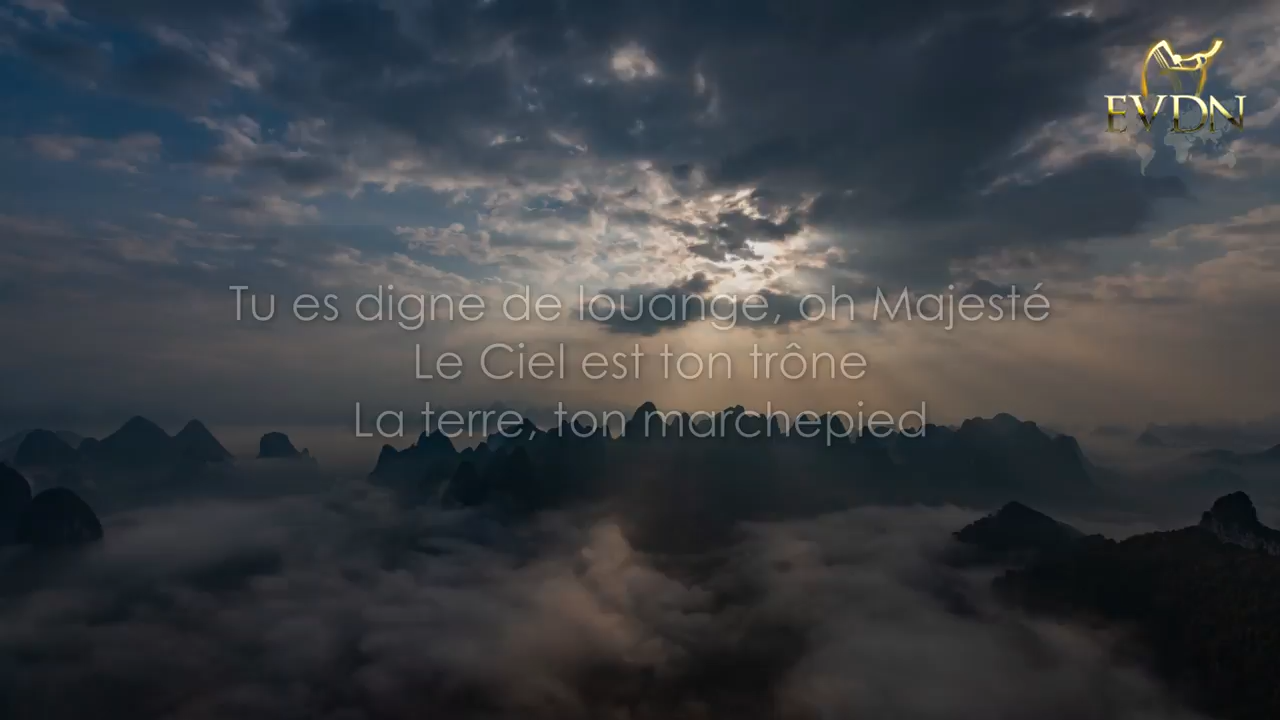 EVDN
Tu es digne de louange, oh Majesté
Le Ciel est ton trône
La terre, ton marchepied